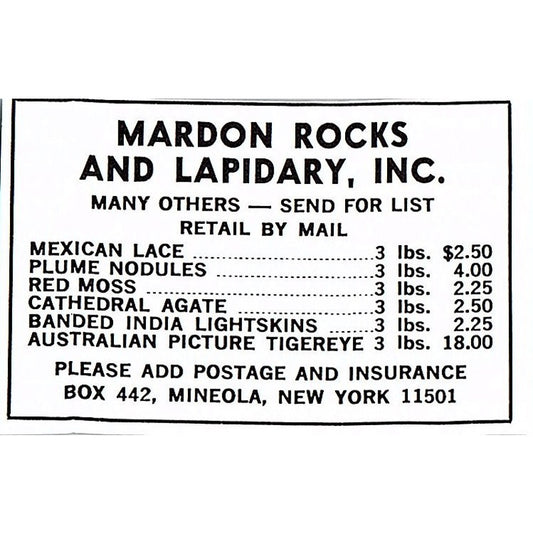 MARDON ROCKS
AND LAPIDARY, INC.
MANY OTHERS — SEND FOR LIST
RETAIL BY MAIL
MEXICAN LACE ..............................3 lbs. $2.50
PLUME NODULES ..........................3 lbs. 4.00
RED MOSS ......................................3 lbs. 2.25
CATHEDRAL AGATE ......................3 lbs. 2.50
BANDED INDIA LIGHTSKINS .......3 lbs. 2.25
AUSTRALIAN PICTURE TIGEREYE 3 lbs. 18.00
PLEASE ADD POSTAGE AND INSURANCE
BOX 442, MINEOLA, NEW YORK 11501